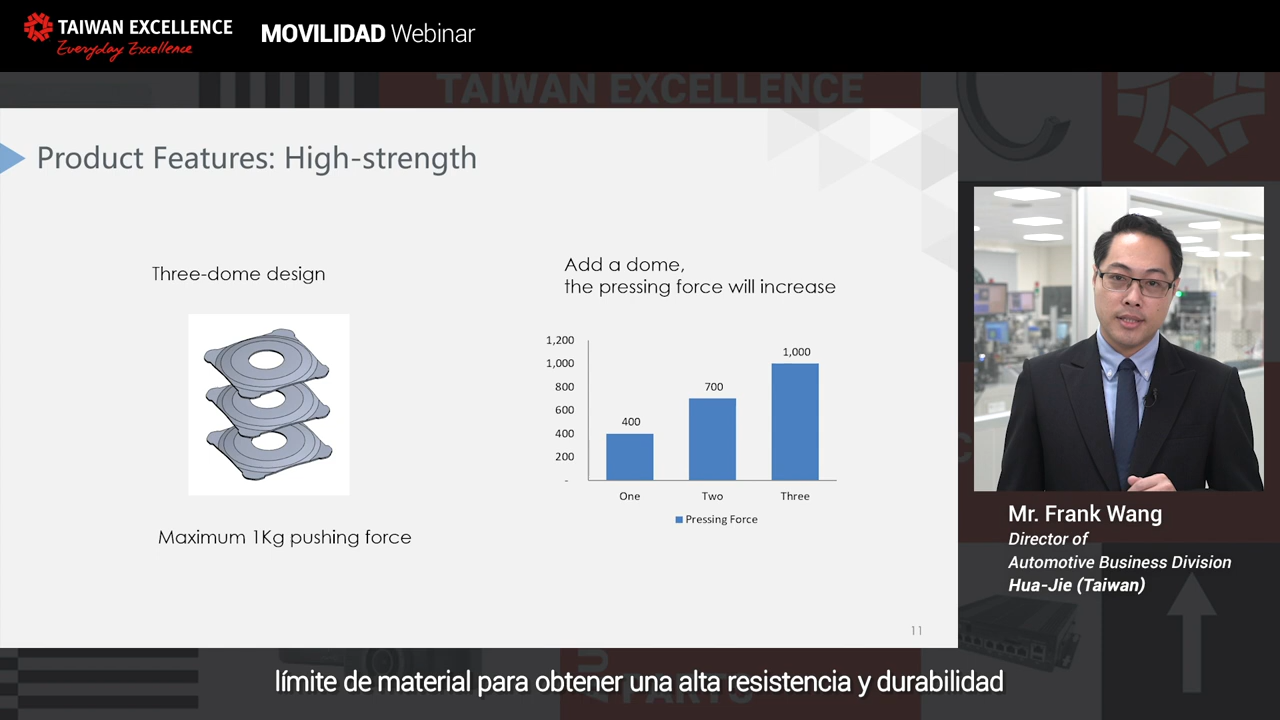 TAIWAN EXCELLENCE
Everyday Excellence
MOVILIDAD Webinar
TAIWAN EXCELLENCE
Product Features: High-strength
Three-dome design
Maximum 1Kg pushing force
Add a dome,
the pressing force will increase
1,200
1,000
800
600
400
200
-
400
700
1,000
One
Two
Three
Pressing Force
11
Mr. Frank Wang
Director of
Automotive Business Division
Hua-Jie (Taiwan)
límite de material para obtener una alta resistencia y durabilidad